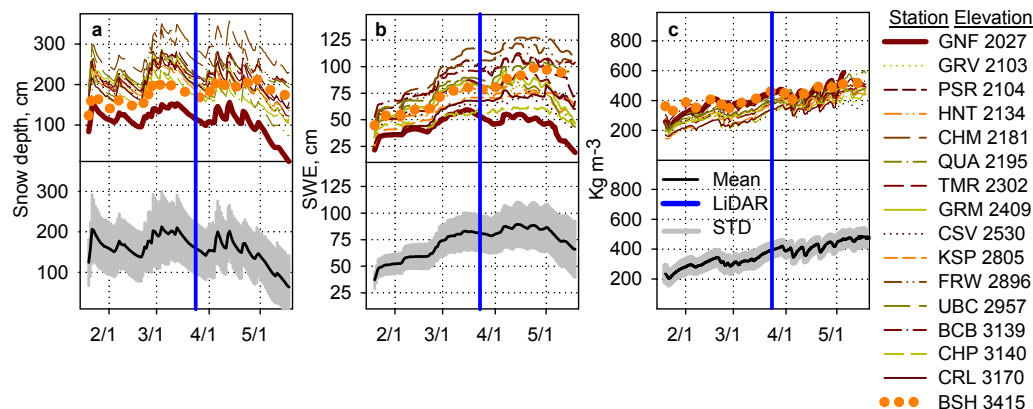 a
b
c
Station Elevation
GNF 2027
GRV 2103
PSR 2104
HNT 2134
CHM 2181
QUA 2195
TMR 2302
GRM 2409
CSV 2530
KSP 2805
FRW 2896
UBC 2957
BCB 3139
CHP 3140
CRL 3170
BSH 3415
Snow depth, cm
300
200
100
300
200
100
2/1 3/1 4/1 5/1
SWE, cm
125
100
75
50
25
125
100
75
50
25
2/1 3/1 4/1 5/1
Kg m-3
800
600
400
200
800
600
400
200
Mean
LiDAR
STD
2/1 3/1 4/1 5/1